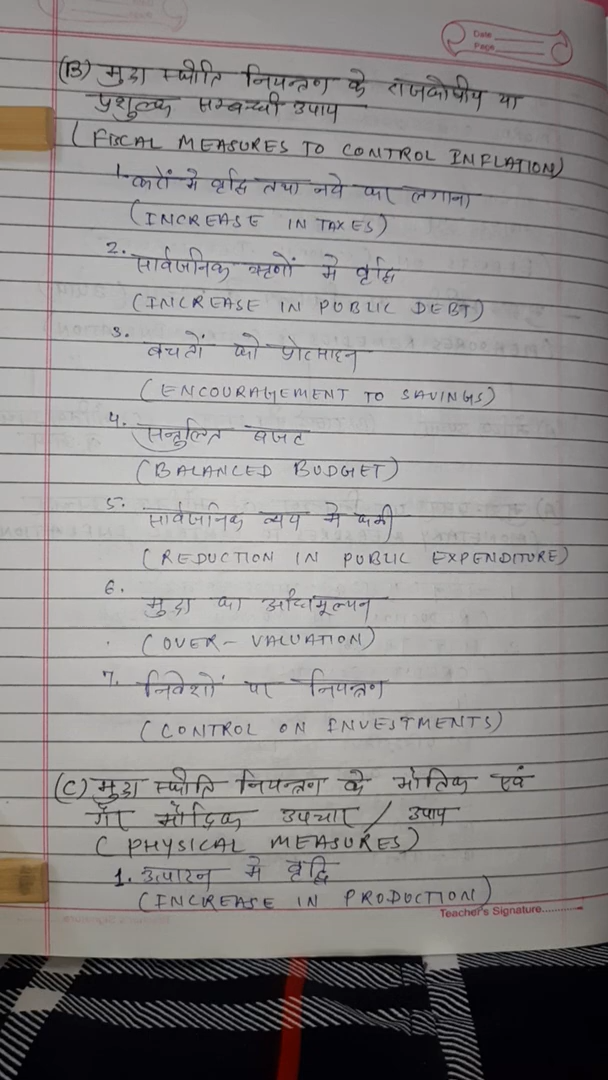 Date
Page
(B) मुद्रा स्फीति नियन्त्रण के राजकोषीय या
प्रशुल्क सम्बन्धी उपाय
(FISCAL MEASURES TO CONTROL INFLATION)
1. करों मे वृद्धि तथा नये कर लगाना
(INCREASE IN TAXES)
2. सार्वजनिक ऋणों मे वृद्धि
(INCREASE IN PUBLIC DEBT)
3. बचतों को प्रोत्साहन
(ENCOURAGEMENT TO SAVINGS)
4. सन्तुलित बजट
(BALANCED BUDGET)
5. सार्वजनिक व्यय मे कमी
(REDUCTION IN PUBLIC EXPENDITURE)
6. मुद्रा का अधिमूल्यन
(OVER-VALUATION)
7. निवेशों पर नियन्त्रण
(CONTROL ON INVESTMENTS)
(C) मुद्रा स्फीति नियन्त्रण के भौतिक एवं
गैर मौद्रिक उपचार / उपाय
(PHYSICAL MEASURES)
1. उत्पादन मे वृद्धि
(INCREASE IN PRODUCTION)
Teacher's Signature